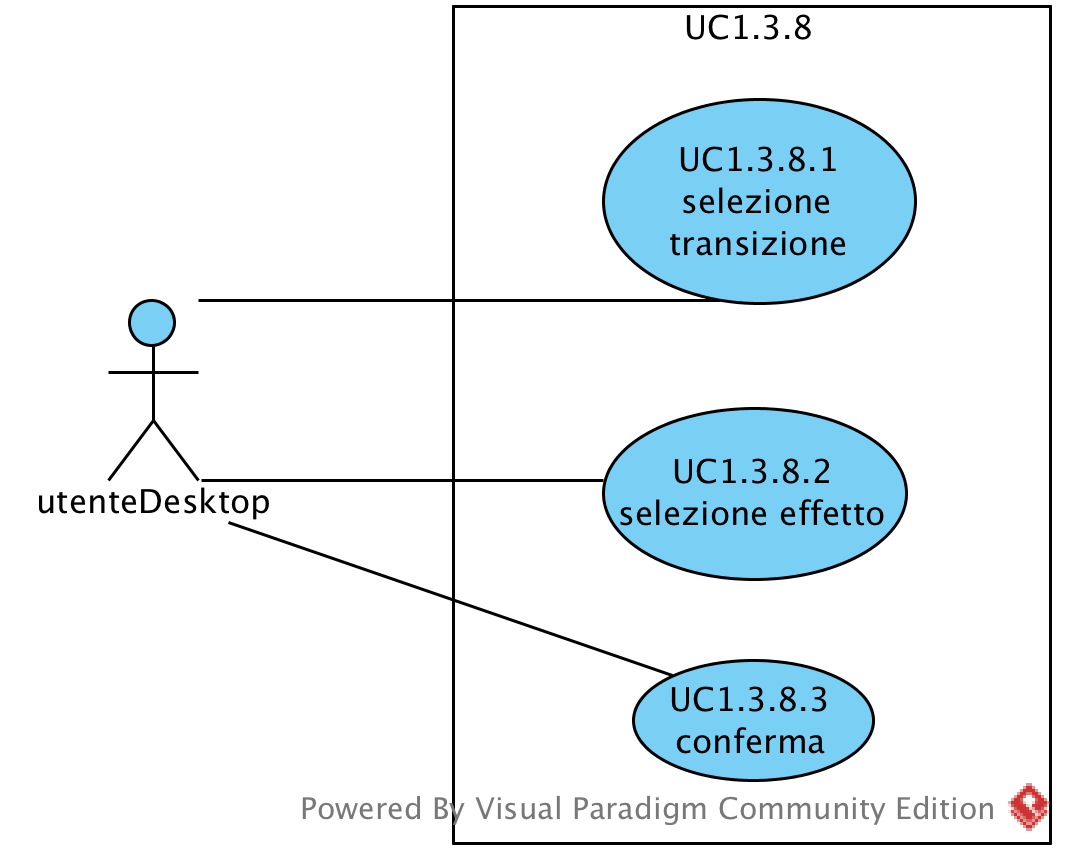 UC1.3.8
UC1.3.8.1
selezione
transizione
UC1.3.8.2
selezione effetto
utenteDesktop
UC1.3.8.3
conferma
Powered By Visual Paradigm Community Edition